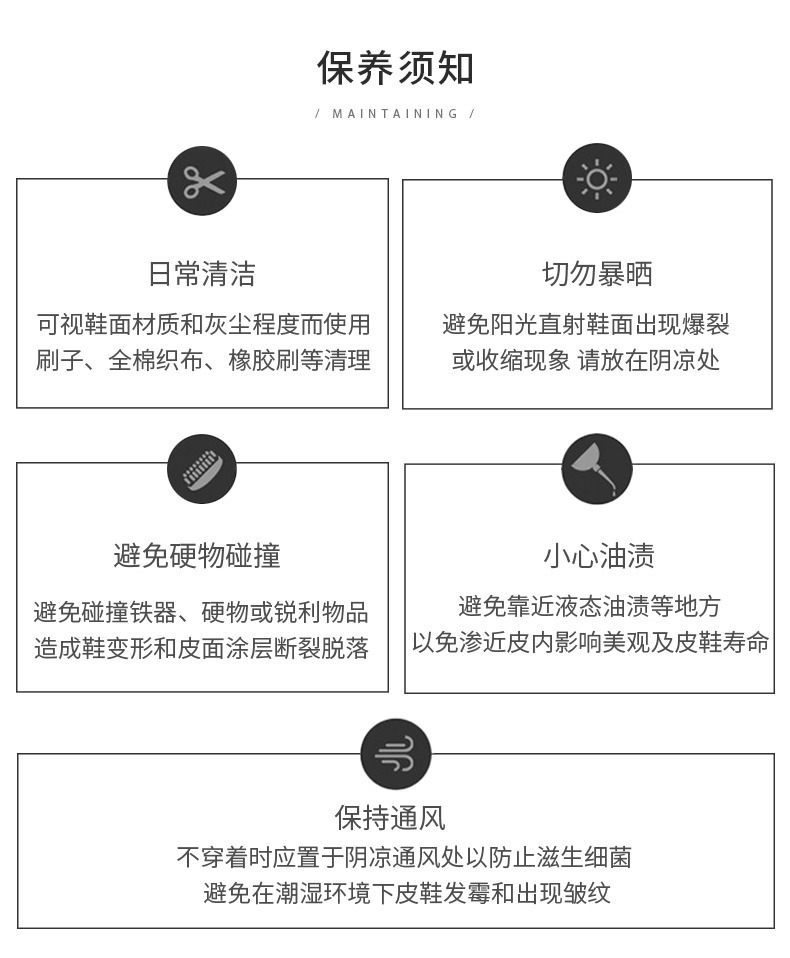 保养须知
/ MAINTAINING /
日常清洁
可视鞋面材质和灰尘程度而使用
刷子、全棉织布、橡胶刷等清理
切勿暴晒
避免阳光直射鞋面出现爆裂
或收缩现象 请放在阴凉处
避免硬物碰撞
避免碰撞铁器、硬物或锐利物品
造成鞋变形和皮面涂层断裂脱落
小心油渍
避免靠近液态油渍等地方
以免渗近皮内影响美观及皮鞋寿命
保持通风
不穿着时应置于阴凉通风处以防止滋生细菌
避免在潮湿环境下皮鞋发霉和出现皱纹